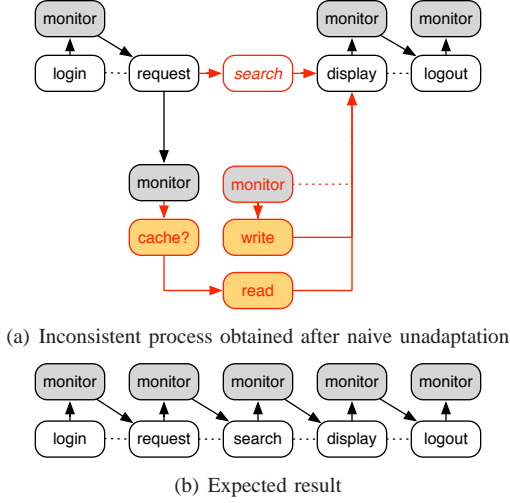 monitor monitor monitor
login request search display logout
monitor monitor
cache? write
read
(a) Inconsistent process obtained after naive unadaptation
monitor monitor monitor monitor monitor
login request search display logout
(b) Expected result